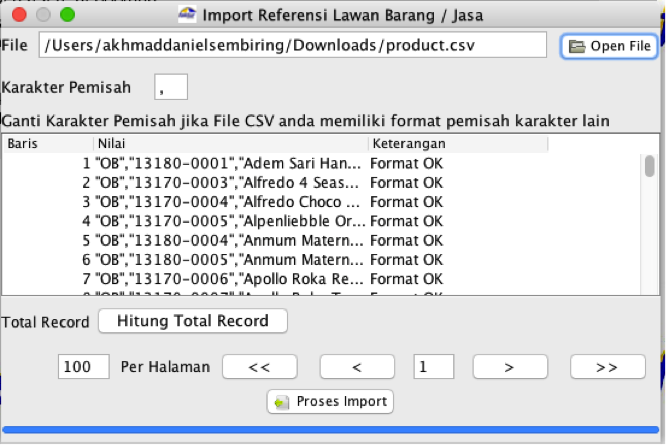 Import Referensi Lawan Barang / Jasa
File /Users/akhmaddanielsembiring/Downloads/product.csv Open File
Karakter Pemisah ,
Ganti Karakter Pemisah jika File CSV anda memiliki format pemisah karakter lain
Baris Nilai Keterangan
1 "OB","13180-0001","Adem Sari Han... Format OK
2 "OB","13170-0003","Alfredo 4 Seas... Format OK
3 "OB","13170-0004","Alfredo Choco ... Format OK
4 "OB","13170-0005","Alpenliebble Or... Format OK
5 "OB","13180-0004","Anmum Matern... Format OK
6 "OB","13180-0005","Anmum Matern... Format OK
7 "OB","13170-0006","Apollo Roka Re... Format OK
Total Record Hitung Total Record
100 Per Halaman << < 1 > >>
Proses Import